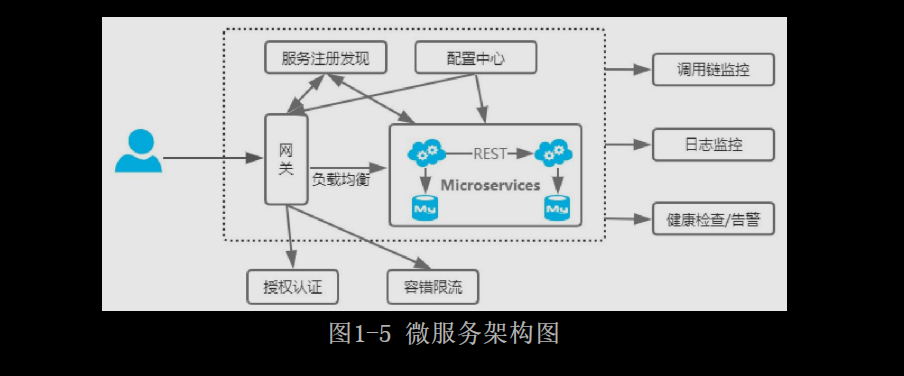 服务注册发现
配置中心
调用链监控
网关
REST
日志监控
负载均衡
Microservices
My
My
健康检查/告警
授权认证
容错限流
图1-5 微服务架构图